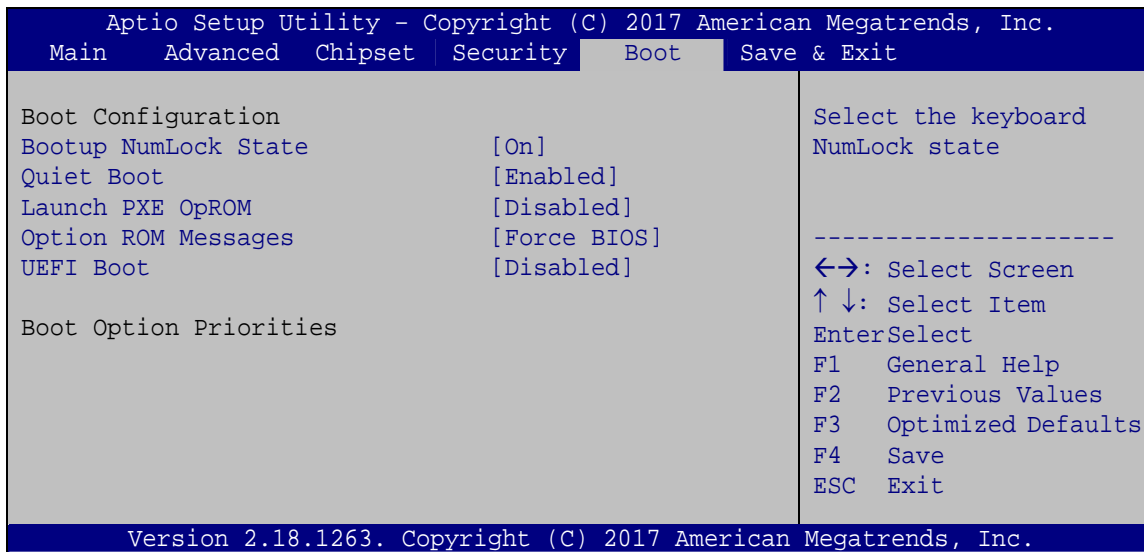 Aptio Setup Utility – Copyright (C) 2017 American Megatrends, Inc.
Main Advanced Chipset Security Boot Save & Exit
Boot Configuration
Bootup NumLock State [On]
Quiet Boot [Enabled]
Launch PXE OpROM [Disabled]
Option ROM Messages [Force BIOS]
UEFI Boot [Disabled]
Boot Option Priorities
Select the keyboard
NumLock state
---------------------
←→: Select Screen
↑ ↓: Select Item
EnterSelect
F1 General Help
F2 Previous Values
F3 Optimized Defaults
F4 Save
ESC Exit
Version 2.18.1263. Copyright (C) 2017 American Megatrends, Inc.